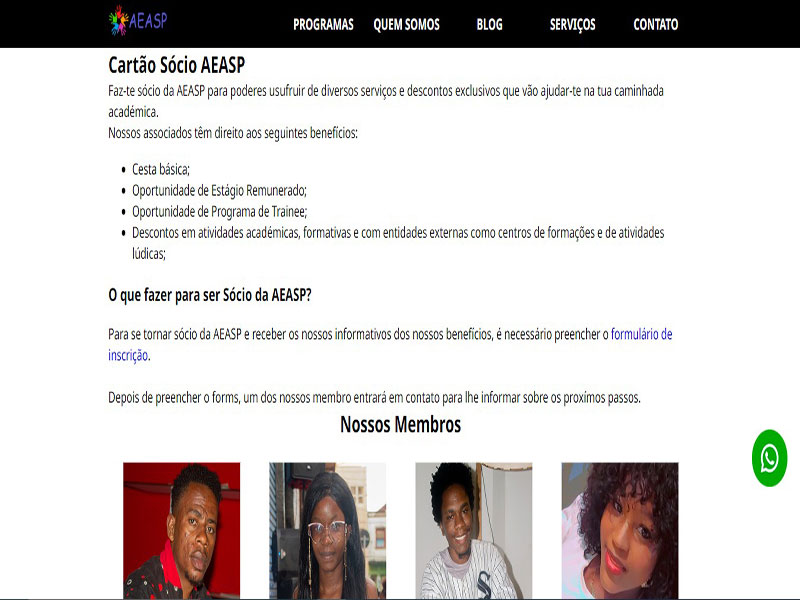 AEASP
PROGRAMAS QUEM SOMOS BLOG SERVIÇOS CONTATO
Cartão Sócio AEASP
Faz-te sócio da AEASP para poderes usufruir de diversos serviços e descontos exclusivos que vão ajudar-te na tua caminhada
académica.
Nossos associados têm direito aos seguintes benefícios:
Cesta básica;
Oportunidade de Estágio Remunerado;
Oportunidade de Programa de Trainee;
Descontos em atividades académicas, formativas e com entidades externas como centros de formações e de atividades
lúdicas;
O que fazer para ser Sócio da AEASP?
Para se tornar sócio da AEASP e receber os nossos informativos dos nossos benefícios, é necessário preencher o formulário de
inscrição.
Depois de preencher o forms, um dos nossos membro entrará em contato para lhe informar sobre os proximos passos.
Nossos Membros